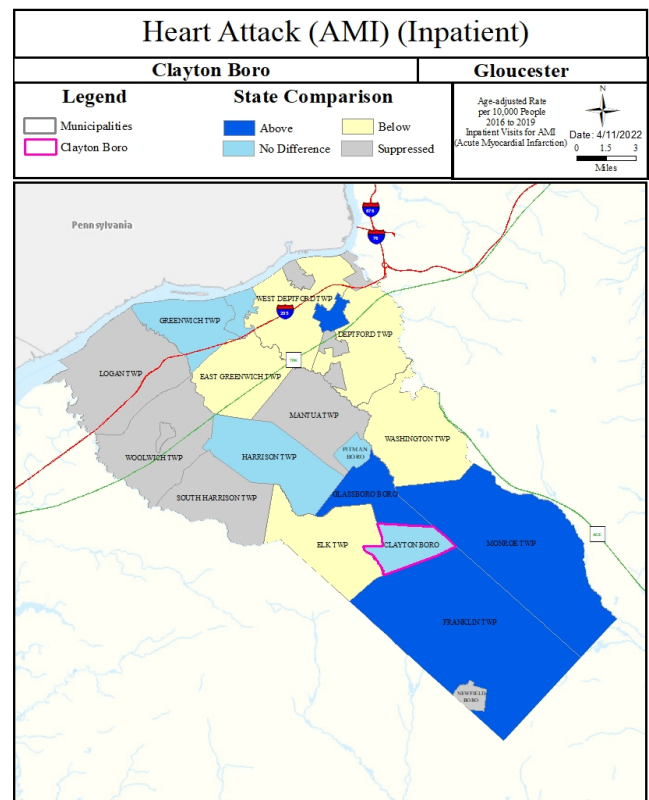 Heart Attack (AMI) (Inpatient)
Clayton Boro
Gloucester
Legend
Municipalities
Clayton Boro
State Comparison
Above
Below
No Difference
Suppressed
Age-adjusted Rate
per 10,000 People
2016 to 2019
Inpatient Visits for AMI
(Acute Myocardial Infarction)
N
Date: 4/11/2022
0 1.5 3
Miles
Pennsylvania
676
76
WEST DEPTFORD TWP
295
GREENWICH TWP
DEPTFORD TWP
LOGAN TWP
EAST GREENWICH TWP
MANTUA TWP
WASHINGTON TWP
PITMAN
BORO
HARRISON TWP
WOOLWICH TWP
GLASSBORO BORO
SOUTH HARRISON TWP
ELK TWP
CLAYTON BORO
MONROE TWP
FRANKLIN TWP
NEWFIELD
BORO